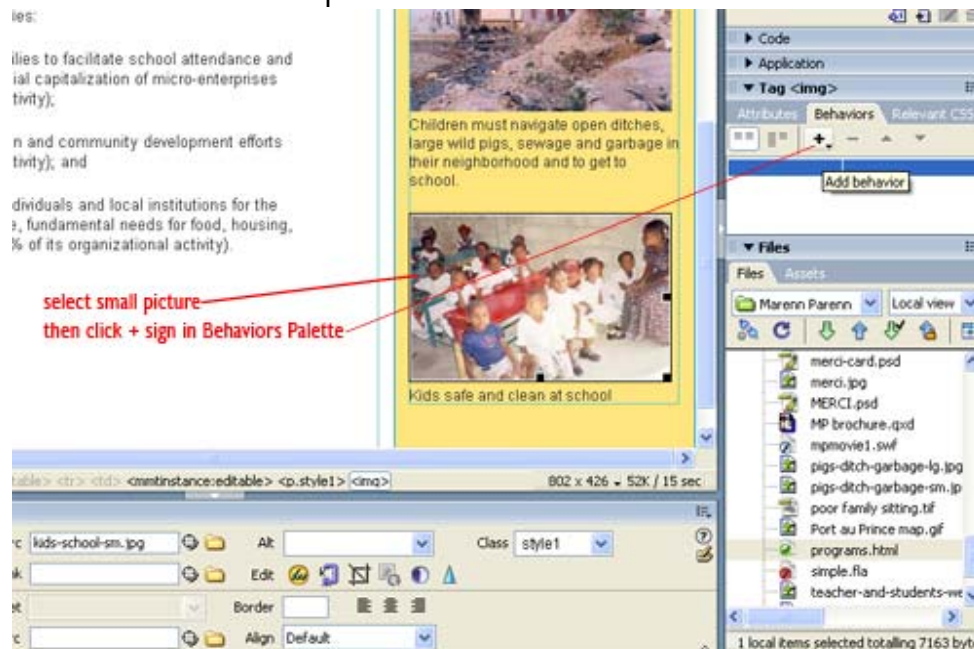 ies:
lies to facilitate school attendance and
ial capitalization of micro-enterprises
tivity);
n and community development efforts
tivity); and
dividuals and local institutions for the
e, fundamental needs for food, housing,
% of its organizational activity).
select small picture
then click + sign in Behaviors Palette
Children must navigate open ditches,
large wild pigs, sewage and garbage in
their neighborhood and to get to
school.
Kids safe and clean at school
<mmtinstance:editable> <p.style1> <img>
802 x 426 52K / 15 sec
kids-school-sm.jpg
Alt
Class style1
Edit
Border
Align Default
Code
Application
Tag <img>
Attributes Behaviors Relevant CSS
Add behavior
Files
Files Assets
Marenn Parenn Local view
merci-card.psd
merci.jpg
MERCI.psd
MP brochure.qxd
mpmovie1.swf
pigs-ditch-garbage-lg.jpg
pigs-ditch-garbage-sm.jp
poor family sitting.tif
Port au Prince map.gif
programs.html
simple.fla
teacher-and-students-we
1 local items selected totalling 7163 byt